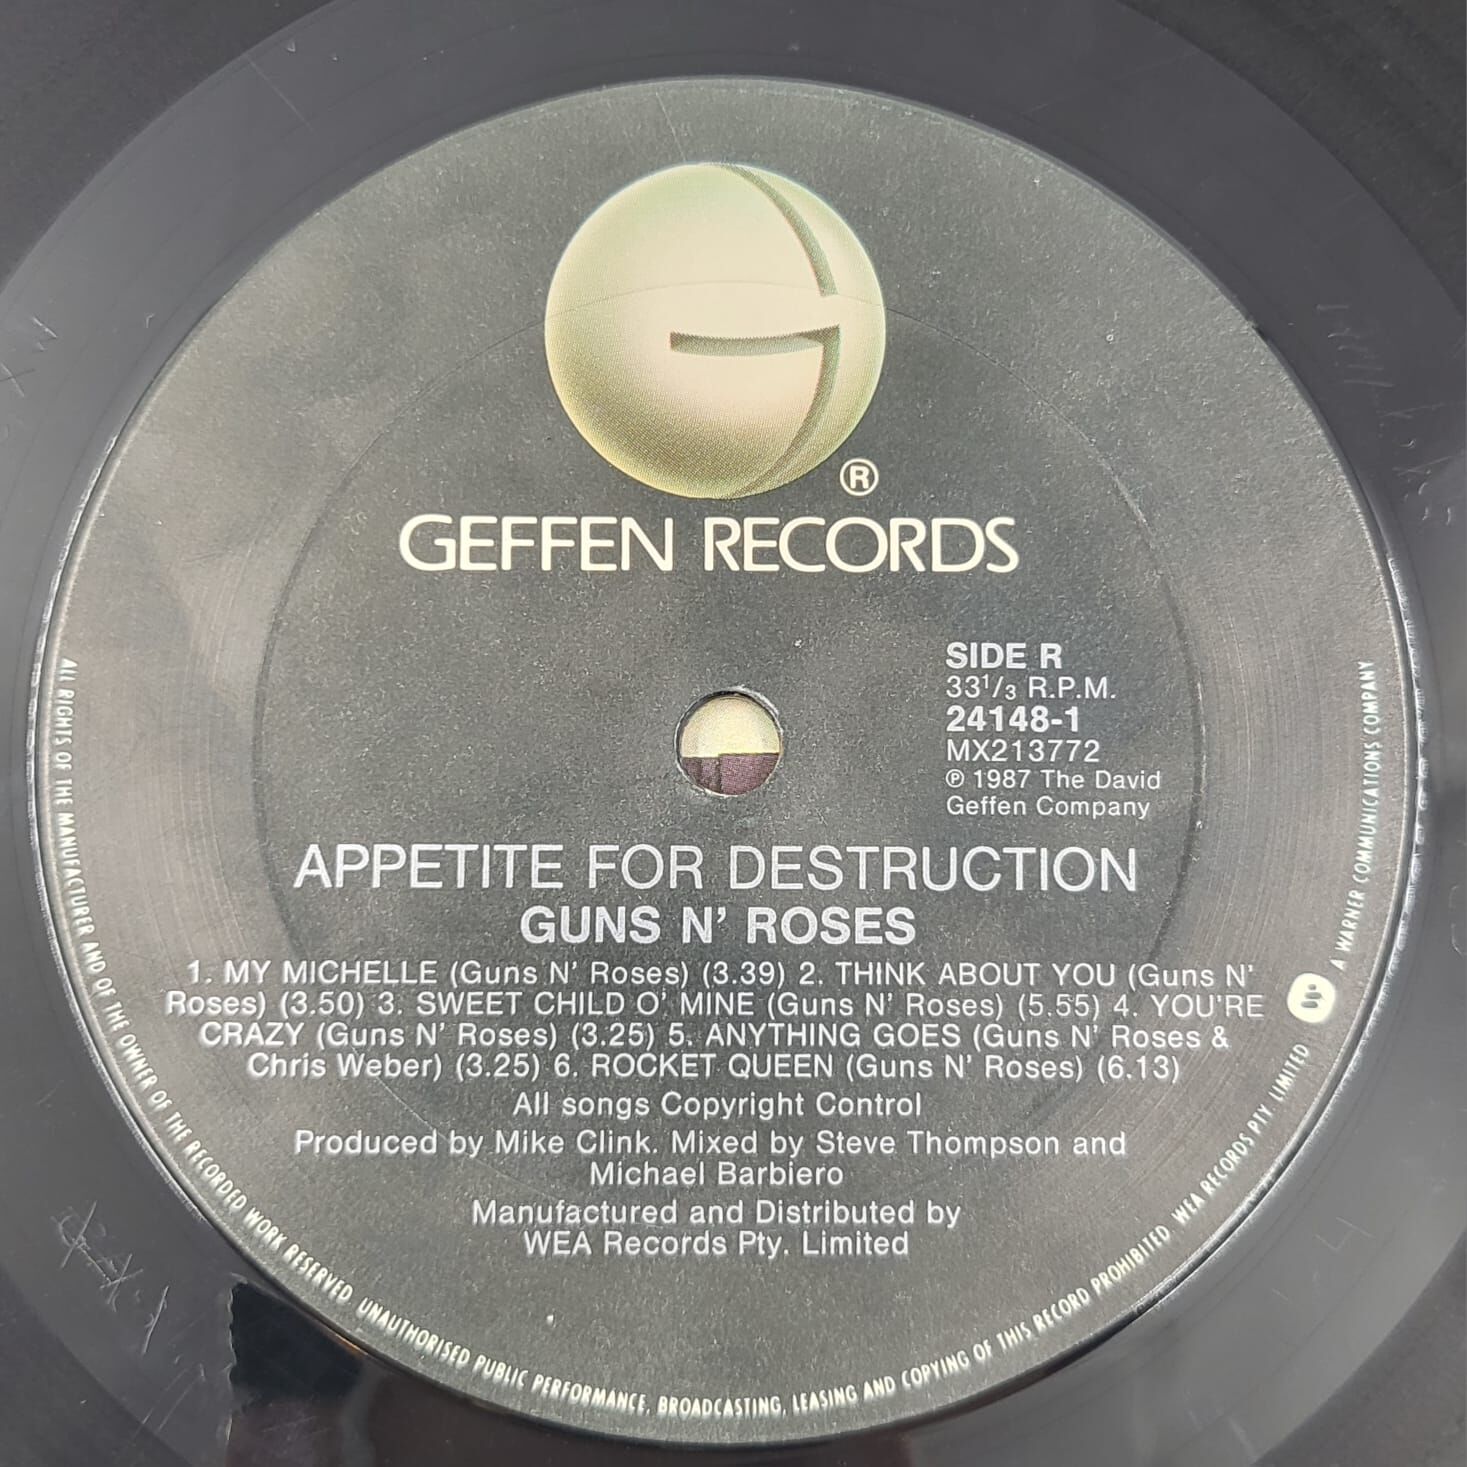 ®
GEFFEN RECORDS
SIDE R
33¹/₃ R.P.M.
24148-1
MX213772
℗ 1987 The David
Geffen Company
APPETITE FOR DESTRUCTION
GUNS N' ROSES
1. MY MICHELLE (Guns N' Roses) (3.39) 2. THINK ABOUT YOU (Guns N'
Roses) (3.50) 3. SWEET CHILD O' MINE (Guns N' Roses) (5.55) 4. YOU'RE
CRAZY (Guns N' Roses) (3.25) 5. ANYTHING GOES (Guns N' Roses &
Chris Weber) (3.25) 6. ROCKET QUEEN (Guns N' Roses) (6.13)
All songs Copyright Control
Produced by Mike Clink. Mixed by Steve Thompson and
Michael Barbiero
Manufactured and Distributed by
WEA Records Pty. Limited
ALL RIGHTS OF THE MANUFACTURER AND OF THE OWNER OF THE RECORDED WORK RESERVED UNAUTHORISED PUBLIC PERFORMANCE, BROADCASTING, LEASING AND COPYING OF THIS RECORD PROHIBITED WEA RECORDS PTY. LIMITED A WARNER COMMUNICATIONS COMPANY